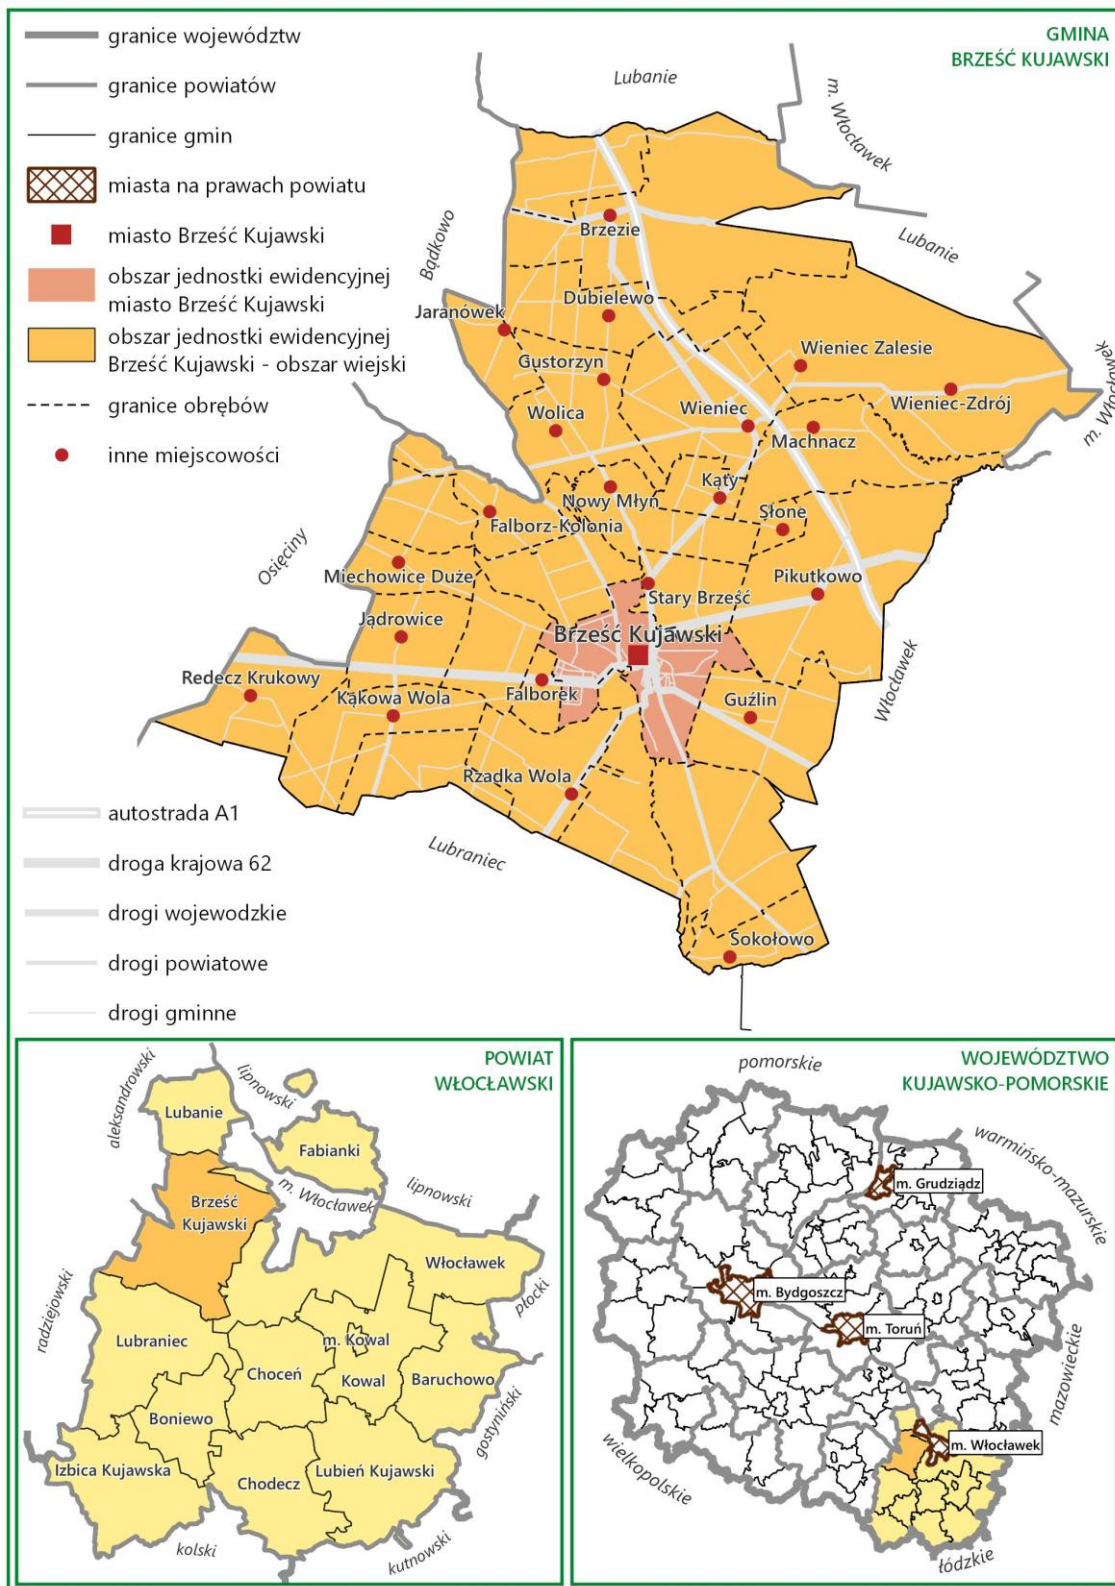 granice województw
granice powiatów
granice gmin
miasta na prawach powiatu
miasto Brześć Kujawski
obszar jednostki ewidencyjnej
miasto Brześć Kujawski
obszar jednostki ewidencyjnej
Brześć Kujawski - obszar wiejski
granice obrębów
inne miejscowości
GMINA
BRZEŚĆ KUJAWSKI
Lubanie
m. Włocławek
Bądkowo
Lubanie
Brzezie
Dubielewo
Jaranówek
Gustorzyn
Wieniec Zalesie
m. Włocławek
Wolica
Wieniec
Wieniec-Zdrój
Machnacz
Kąty
Nowy Młyn
Słone
Falborz-Kolonia
Osięciny
Miechowice Duże
Pikutkowo
Stary Brześć
Jądrowice
Brześć Kujawski
Redecz Krukowy
Falborek
Kąkowa Wola
Guźlin
Włocławek
Rzadka Wola
Lubraniec
Sokołowo
autostrada A1
droga krajowa 62
drogi wojewodzkie
drogi powiatowe
drogi gminne
POWIAT
WŁOCŁAWSKI
aleksandrowski
lipnowski
Lubanie
Fabianki
Brześć
Kujawski
m. Włocławek
lipnowski
Włocławek
płocki
radziejowski
Lubraniec
m. Kowal
Choceń
Kowal
Baruchowo
Boniewo
gostyniński
Izbica Kujawska
Chodecz
Lubień Kujawski
kolski
kutnowski
WOJEWÓDZTWO
KUJAWSKO-POMORSKIE
pomorskie
warmińsko-mazurskie
m. Grudziądz
m. Bydgoszcz
m. Toruń
mazowieckie
wielkopolskie
m. Włocławek
łódzkie